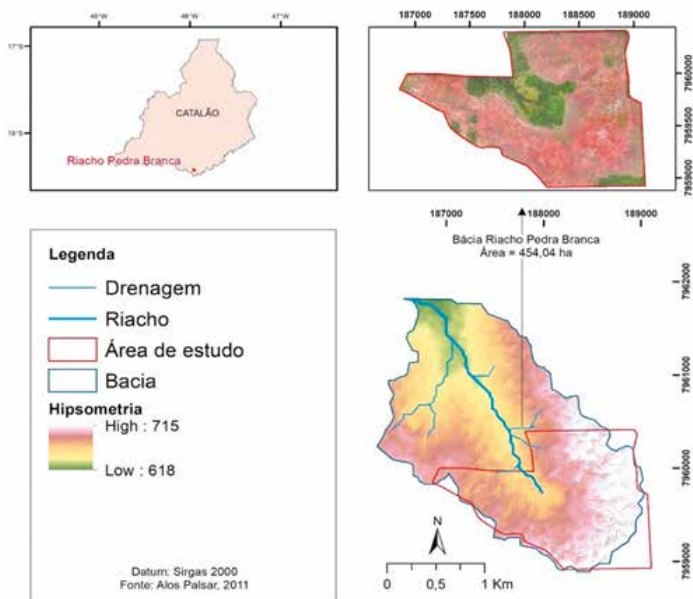 48°W 48°W 47°W
17°S
18°S
CATALÃO
Riacho Pedra Branca
187000 187500 188000 188500 189000
7960000
7959500
7959000
187000 188000 189000
Bácia Riacho Pedra Branca
Área = 454,04 ha
7962000
7961000
7960000
7959000
Legenda
Drenagem
Riacho
Área de estudo
Bacia
Hipsometria
High : 715
Low : 618
Datum: Sirgas 2000
Fonte: Alos Palsar, 2011
N
0 0,5 1 Km